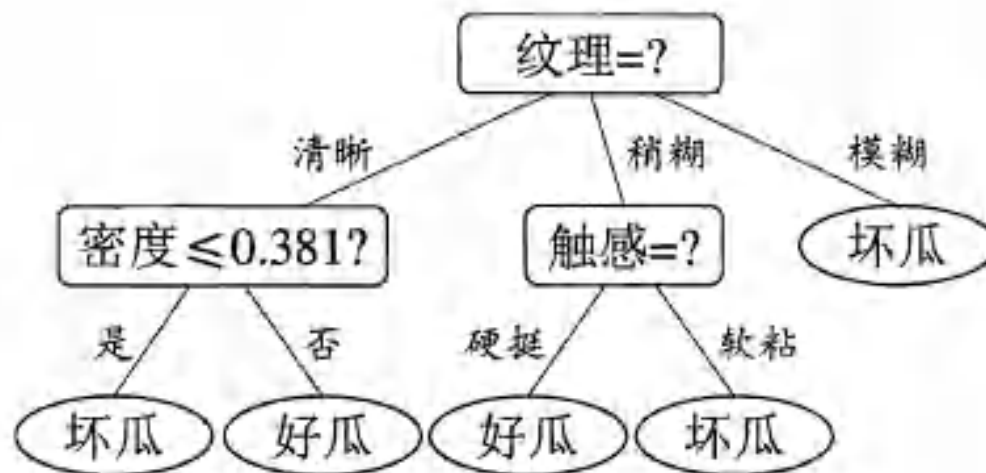 纹理=?
清晰 稍糊 模糊
密度≤0.381? 触感=? 坏瓜
是 否 硬挺 软粘
坏瓜 好瓜 好瓜 坏瓜